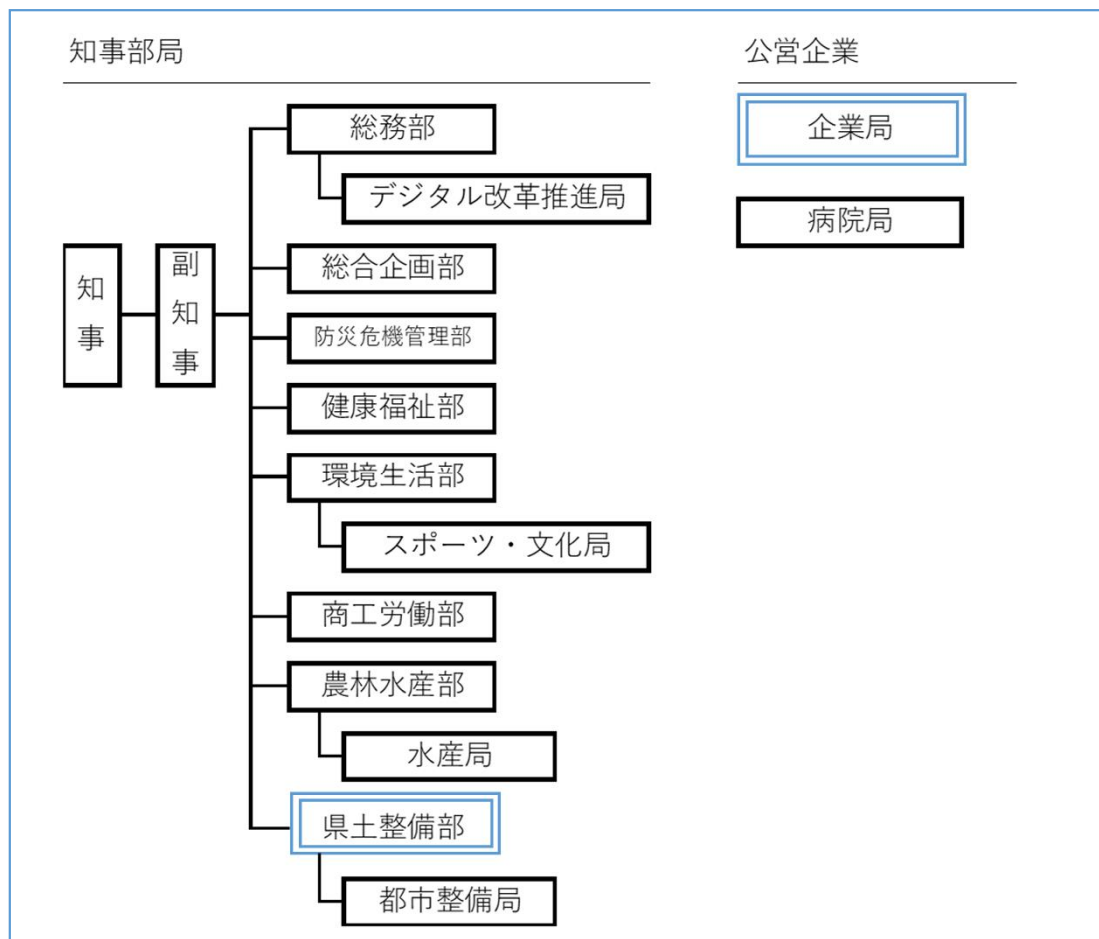 知事部局
知事
副知事
総務部
デジタル改革推進局
総合企画部
防災危機管理部
健康福祉部
環境生活部
スポーツ・文化局
商工労働部
農林水産部
水産局
県土整備部
都市整備局
公営企業
企業局
病院局